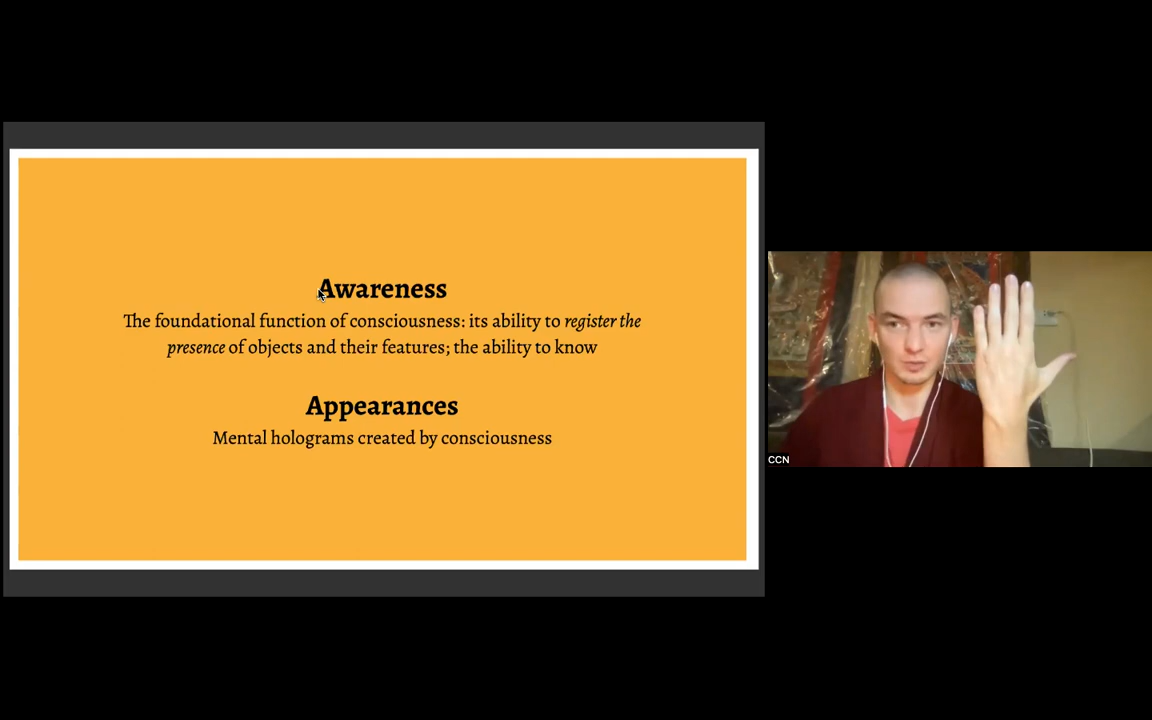 Awareness
The foundational function of consciousness: its ability to register the
presence of objects and their features; the ability to know
Appearances
Mental holograms created by consciousness
CCN